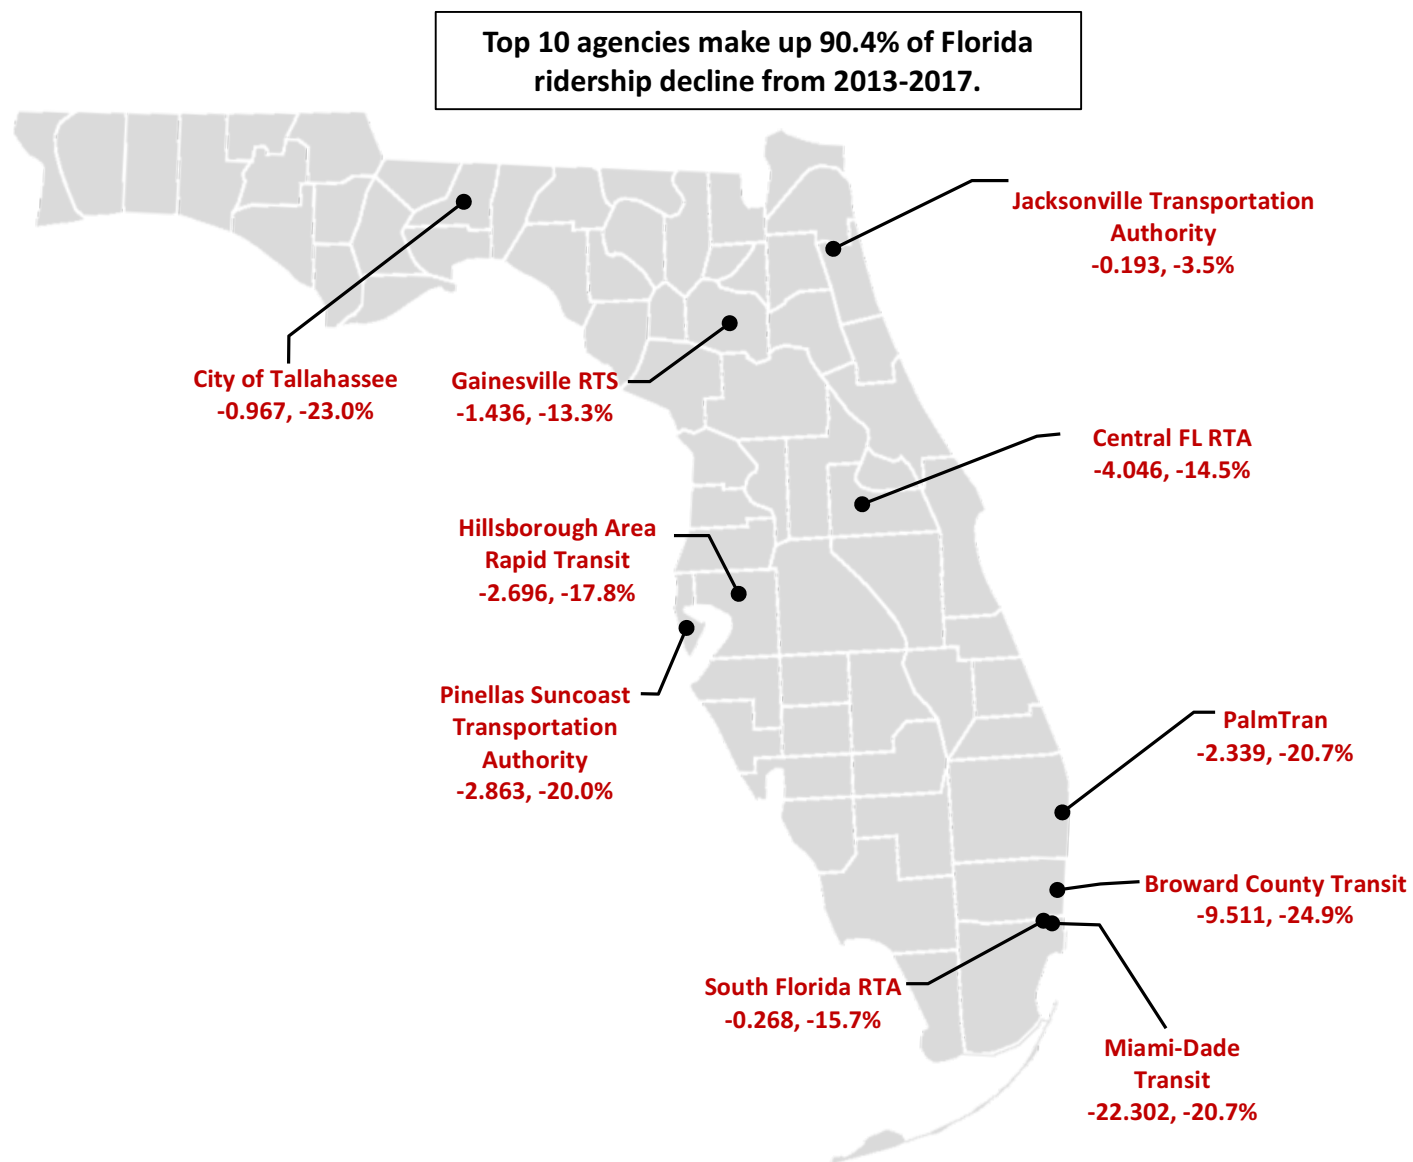 Top 10 agencies make up 90.4% of Florida
ridership decline from 2013-2017.
Jacksonville Transportation
Authority
-0.193, -3.5%
City of Tallahassee
-0.967, -23.0%
Gainesville RTS
-1.436, -13.3%
Central FL RTA
-4.046, -14.5%
Hillsborough Area
Rapid Transit
-2.696, -17.8%
Pinellas Suncoast
Transportation
Authority
-2.863, -20.0%
PalmTran
-2.339, -20.7%
Broward County Transit
-9.511, -24.9%
South Florida RTA
-0.268, -15.7%
Miami-Dade
Transit
-22.302, -20.7%